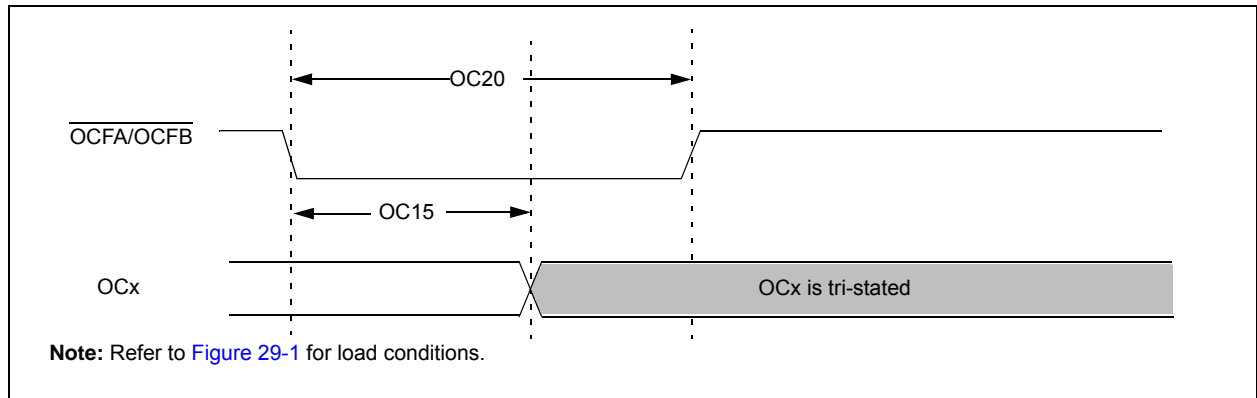 OC20
OCFA/OCFB
OC15
OCx
OCx is tri-stated
Note: Refer to Figure 29-1 for load conditions.